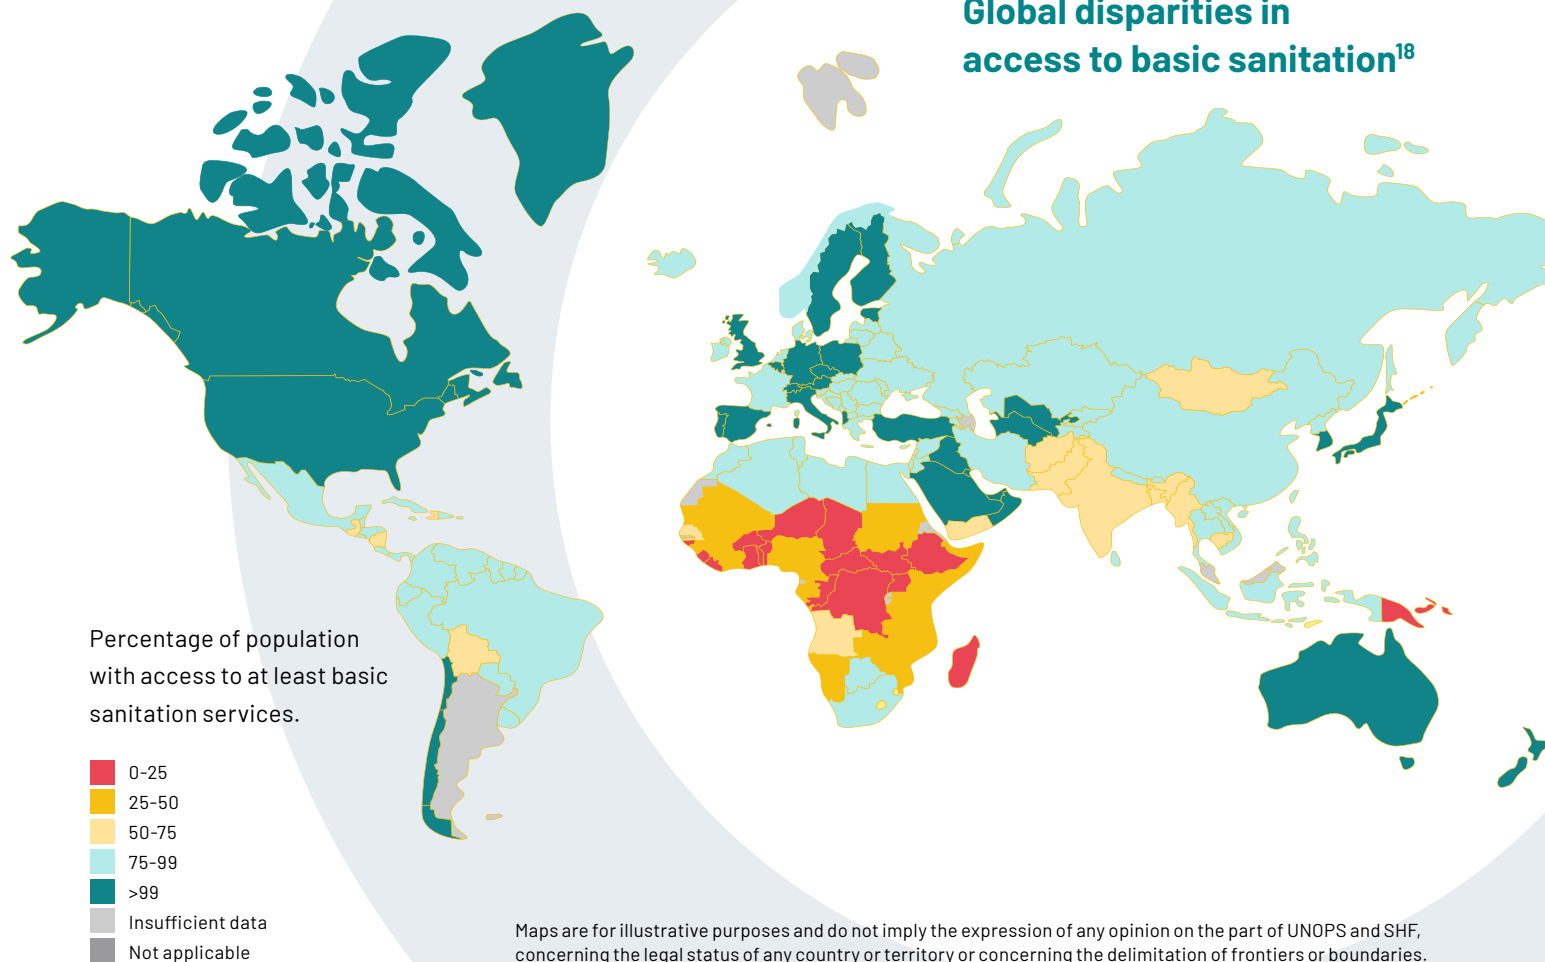 Global disparities in
access to basic sanitation18
Percentage of population
with access to at least basic
sanitation services.
0-25
25-50
50-75
75-99
>99
Insufficient data
Not applicable
Maps are for illustrative purposes and do not imply the expression of any opinion on the part of UNOPS and SHF,
concerning the legal status of any country or territory or concerning the delimitation of frontiers or boundaries.